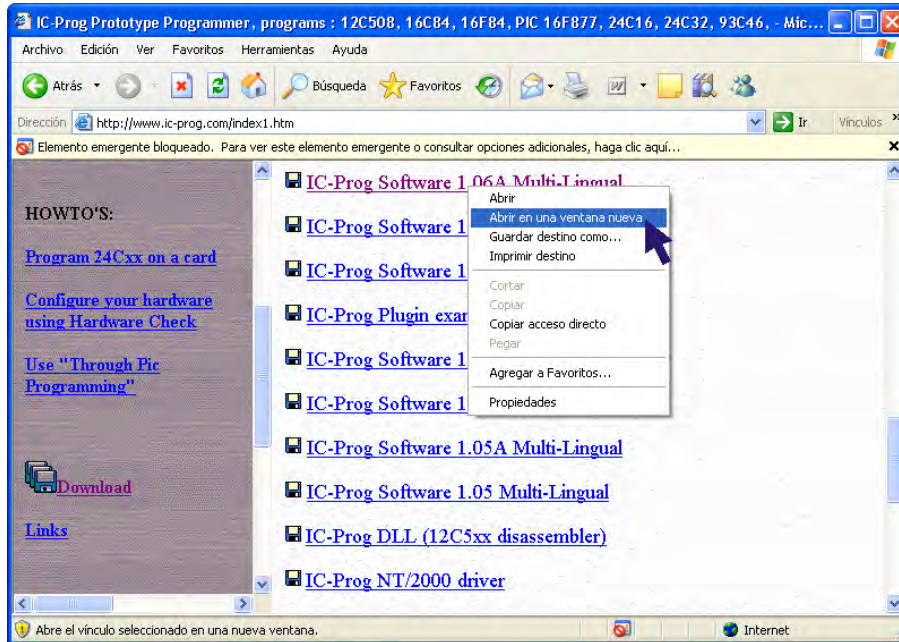 IC-Prog Prototype Programmer, programs : 12C508, 16C84, 16F84, PIC 16F877, 24C16, 24C32, 93C46, - Mic...
Archivo Edición Ver Favoritos Herramientas Ayuda
Atrás Búsqueda Favoritos
Dirección http://www.ic-prog.com/index1.htm Ir Vínculos »
Elemento emergente bloqueado. Para ver este elemento emergente o consultar opciones adicionales, haga clic aquí...
HOWTO'S:
Program 24Cxx on a card
Configure your hardware
using Hardware Check
Use "Through Pic
Programming"
Download
Links
IC-Prog Software 1.06A Multi-Lingual
IC-Prog Software 1
IC-Prog Software 1
IC-Prog Plugin exa
IC-Prog Software 1
IC-Prog Software 1
IC-Prog Software 1.05A Multi-Lingual
IC-Prog Software 1.05 Multi-Lingual
IC-Prog DLL (12C5xx disassembler)
IC-Prog NT/2000 driver
Abrir
Abrir en una ventana nueva
Guardar destino como...
Imprimir destino
Cortar
Copiar
Copiar acceso directo
Pegar
Agregar a Favoritos...
Propiedades
Abre el vínculo seleccionado en una nueva ventana. Internet